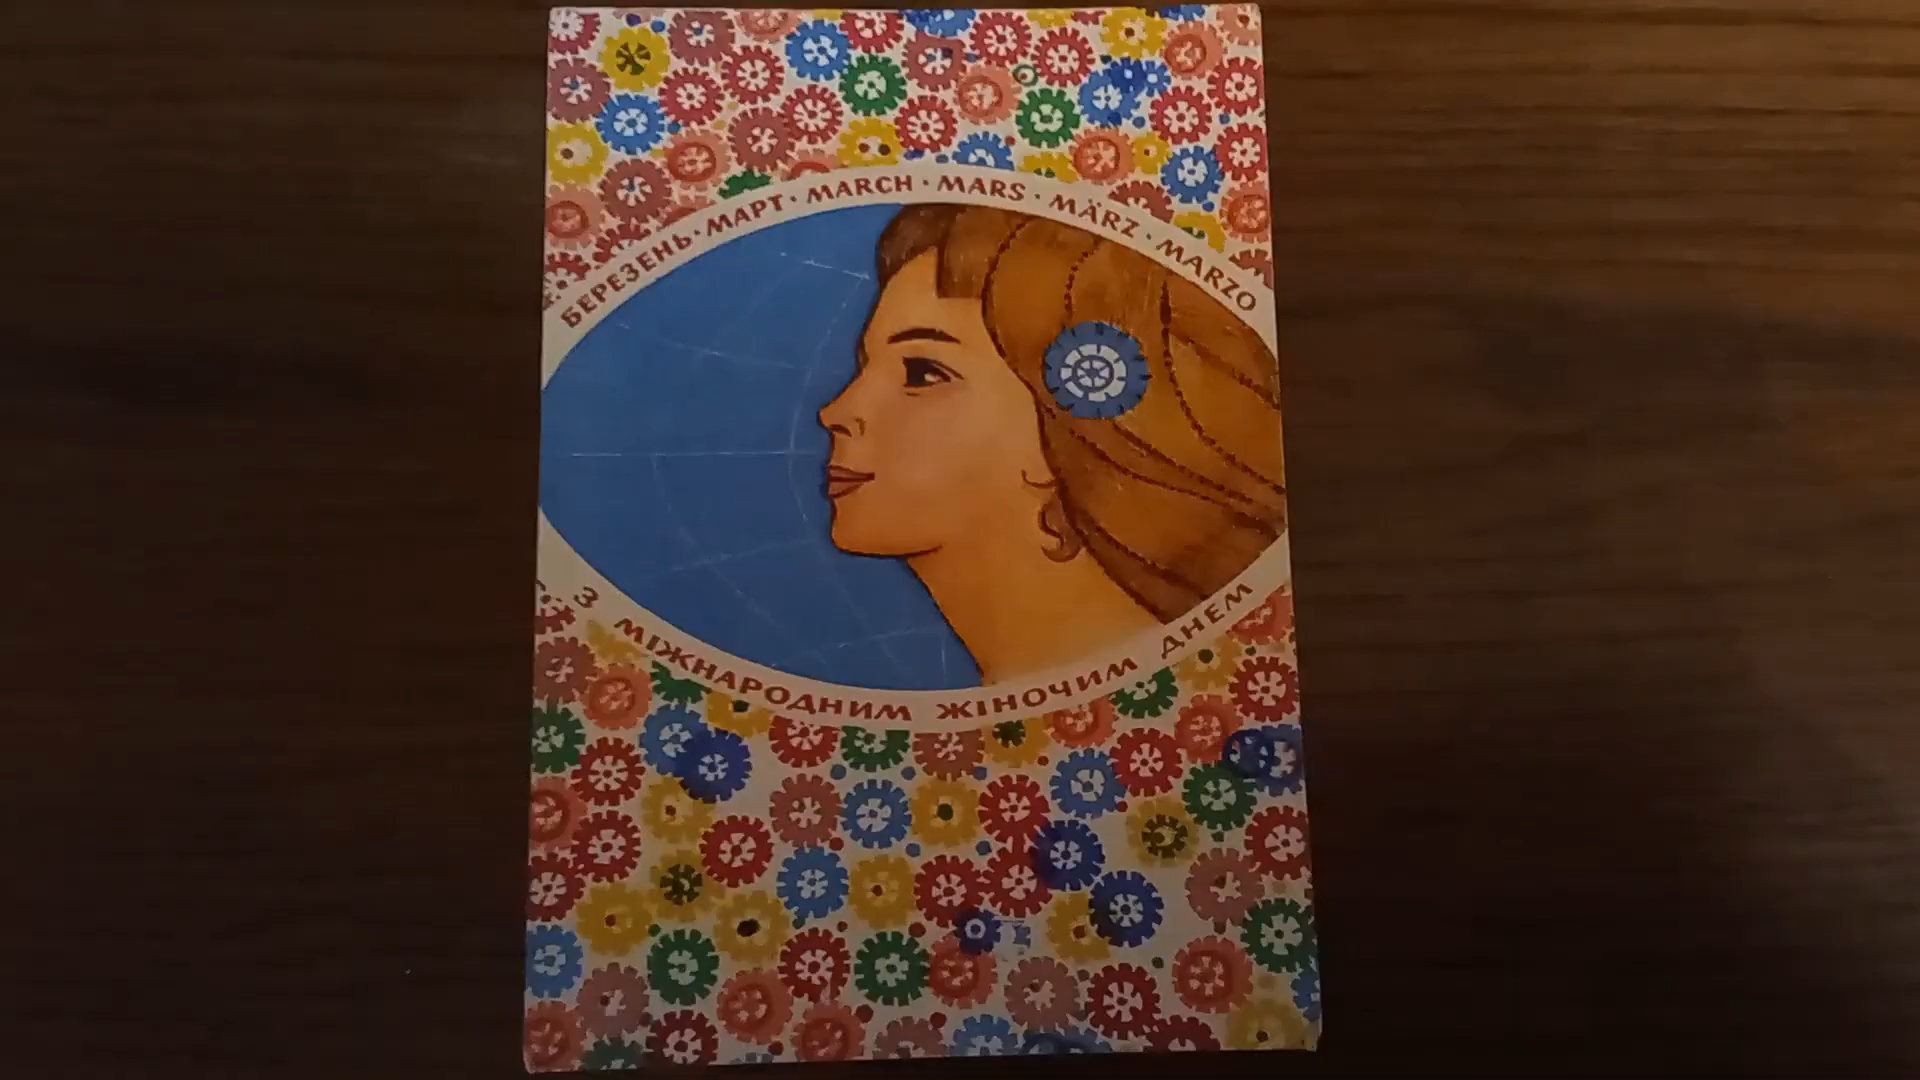 БЕРЕЗЕНЬ · МАРТ · MARCH · MARS · MÄRZ · MARZO
З МІЖНАРОДНИМ ЖІНОЧИМ ДНЕМ